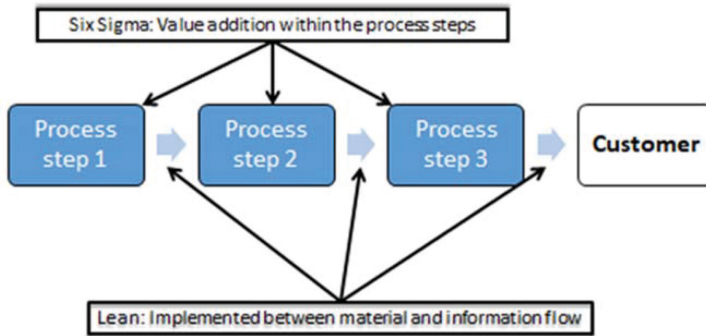 Six Sigma: Value addition within the process steps
Process
step 1
Process
step 2
Process
step 3
Customer
Lean: Implemented between material and information flow